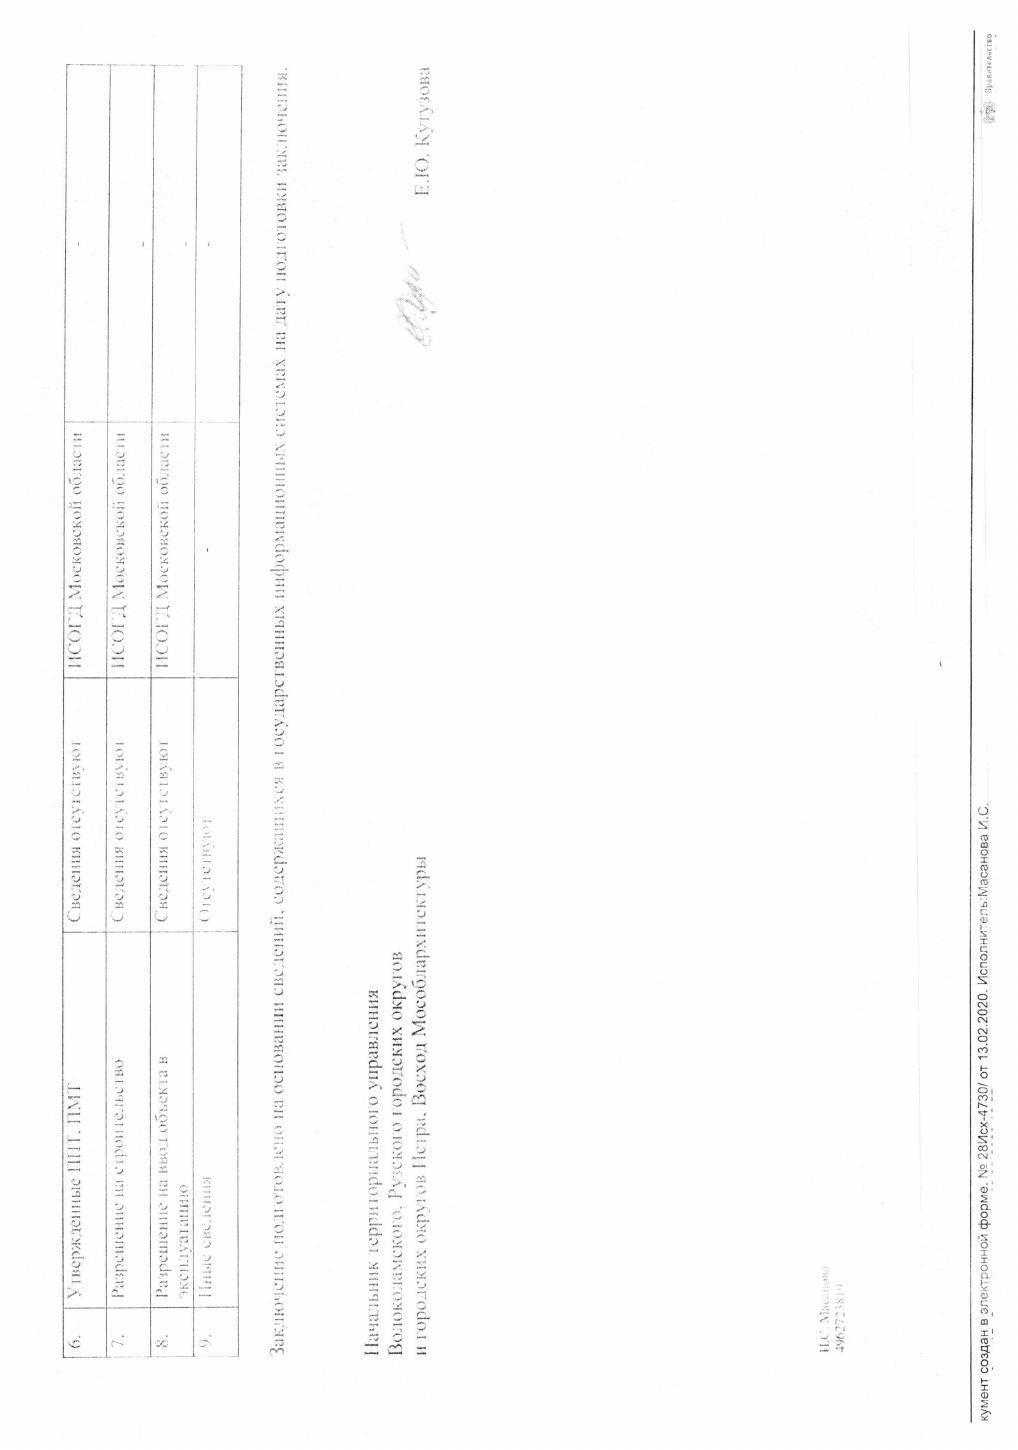 6. Утвержденные ППТ, ПМТ Сведения отсутствуют ИСОГД Московской области -
7. Разрешение на строительство Сведения отсутствуют ИСОГД Московской области -
8. Разрешение на ввод объекта в эксплуатацию Сведения отсутствуют ИСОГД Московской области -
9. Иные сведения Отсутствуют - -
Заключение подготовлено на основании сведений, содержащихся в государственных информационных системах на дату подготовки заключения.
Начальник территориального управления
Волоколамского, Рузского городских округов
и городских округов Истра, Восход Мособлархитектуры Е.Ю. Кутузова
И.С. Масанова
кумент создан в электронной форме. № 28Исх-4730/ от 13.02.2020. Исполнитель:Масанова И.С.
Правительство